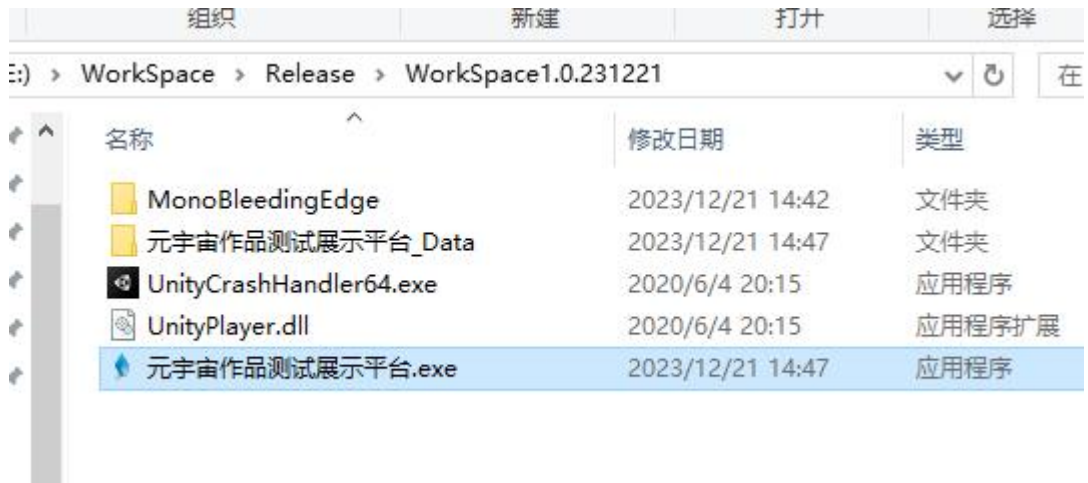 组织 新建 打开 选择
E:) › WorkSpace › Release › WorkSpace1.0.231221 在
名称 修改日期 类型
MonoBleedingEdge 2023/12/21 14:42 文件夹
元宇宙作品测试展示平台_Data 2023/12/21 14:47 文件夹
UnityCrashHandler64.exe 2020/6/4 20:15 应用程序
UnityPlayer.dll 2020/6/4 20:15 应用程序扩展
元宇宙作品测试展示平台.exe 2023/12/21 14:47 应用程序